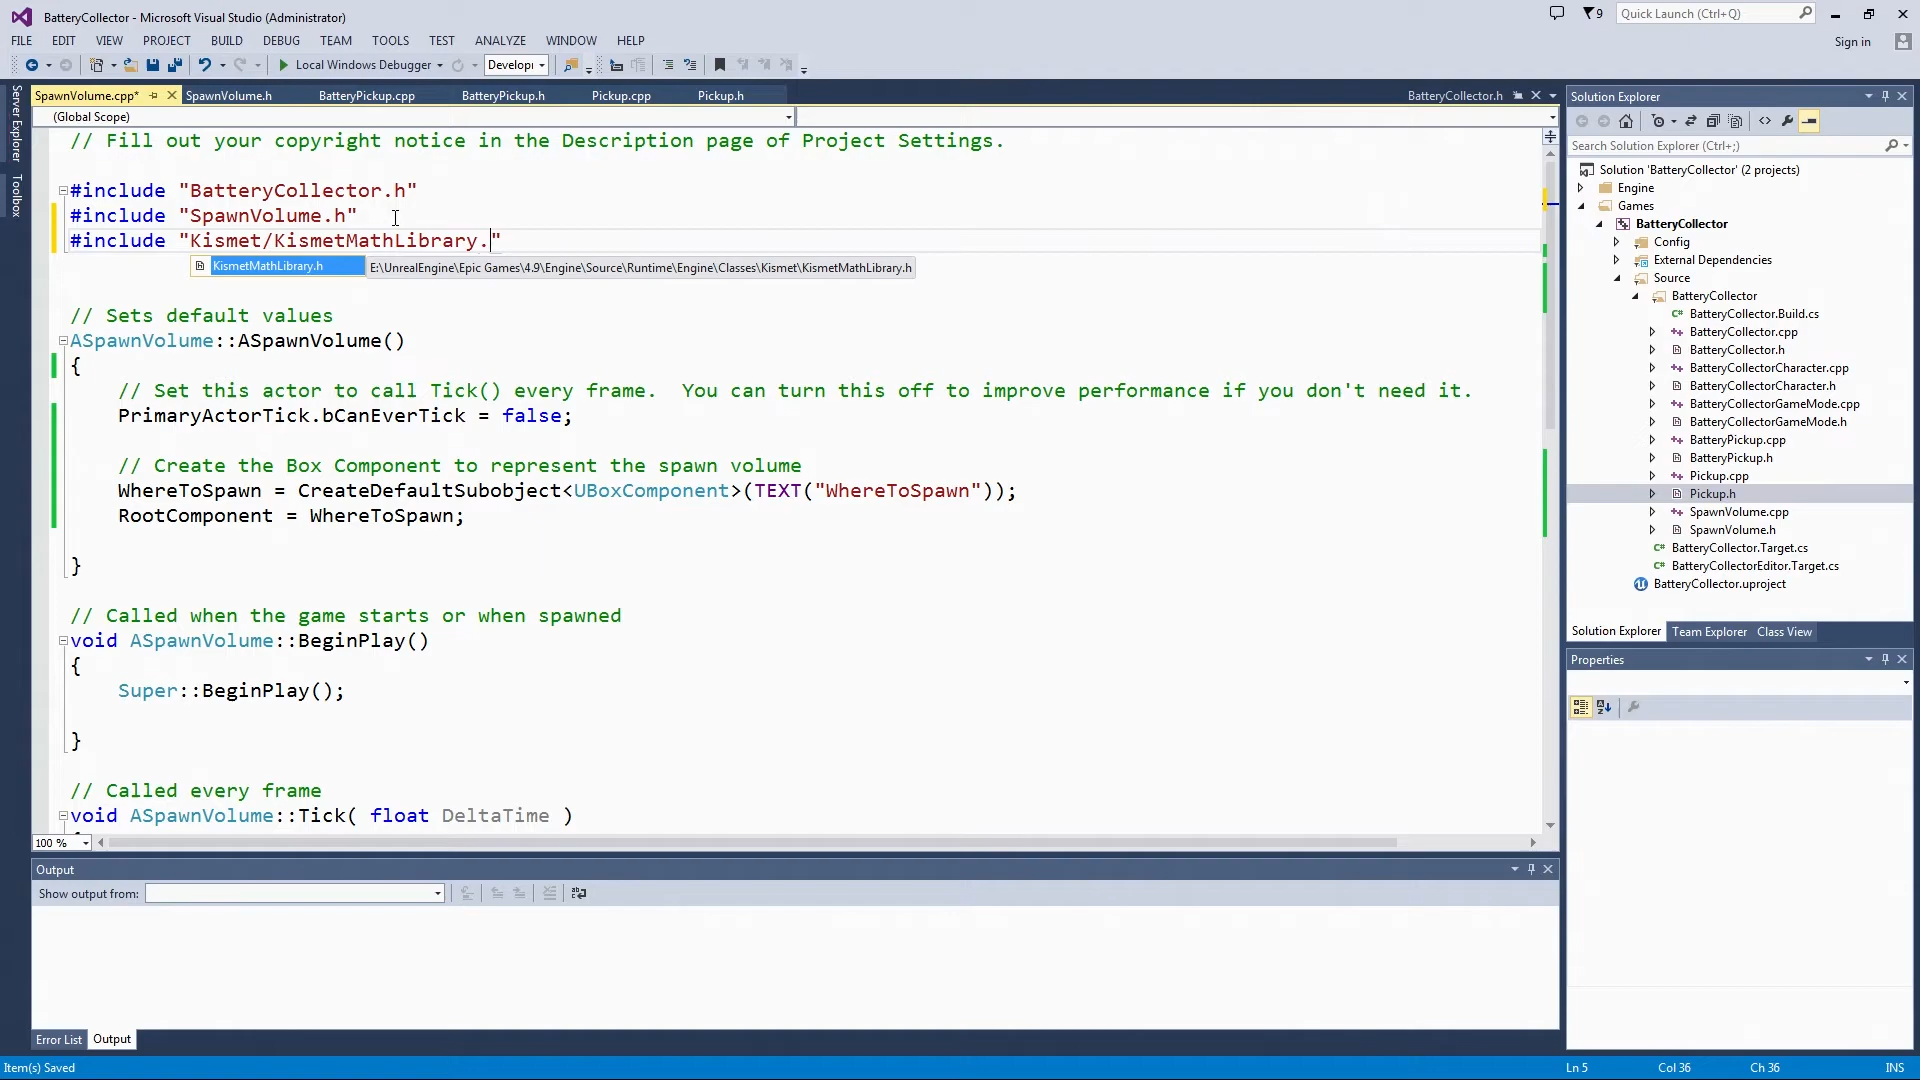 BatteryCollector - Microsoft Visual Studio (Administrator)
9
Quick Launch (Ctrl+Q)
FILE EDIT VIEW PROJECT BUILD DEBUG TEAM TOOLS TEST ANALYZE WINDOW HELP
Sign in
Local Windows Debugger
Developi
Server Explorer
Toolbox
SpawnVolume.cpp* SpawnVolume.h BatteryPickup.cpp BatteryPickup.h Pickup.cpp Pickup.h BatteryCollector.h
(Global Scope)
// Fill out your copyright notice in the Description page of Project Settings.
#include "BatteryCollector.h"
#include "SpawnVolume.h"
#include "Kismet/KismetMathLibrary."
KismetMathLibrary.h
E:\UnrealEngine\Epic Games\4.9\Engine\Source\Runtime\Engine\Classes\Kismet\KismetMathLibrary.h
// Sets default values
ASpawnVolume::ASpawnVolume()
{
// Set this actor to call Tick() every frame.  You can turn this off to improve performance if you don't need it.
PrimaryActorTick.bCanEverTick = false;
// Create the Box Component to represent the spawn volume
WhereToSpawn = CreateDefaultSubobject<UBoxComponent>(TEXT("WhereToSpawn"));
RootComponent = WhereToSpawn;
}
// Called when the game starts or when spawned
void ASpawnVolume::BeginPlay()
{
Super::BeginPlay();
}
// Called every frame
void ASpawnVolume::Tick( float DeltaTime )
100 %
Output
Show output from:
Error List Output
Solution Explorer
Search Solution Explorer (Ctrl+;)
Solution 'BatteryCollector' (2 projects)
Engine
Games
BatteryCollector
Config
External Dependencies
Source
BatteryCollector
BatteryCollector.Build.cs
BatteryCollector.cpp
BatteryCollector.h
BatteryCollectorCharacter.cpp
BatteryCollectorCharacter.h
BatteryCollectorGameMode.cpp
BatteryCollectorGameMode.h
BatteryPickup.cpp
BatteryPickup.h
Pickup.cpp
Pickup.h
SpawnVolume.cpp
SpawnVolume.h
BatteryCollector.Target.cs
BatteryCollectorEditor.Target.cs
BatteryCollector.uproject
Solution Explorer Team Explorer Class View
Properties
Item(s) Saved
Ln 5 Col 36 Ch 36 INS